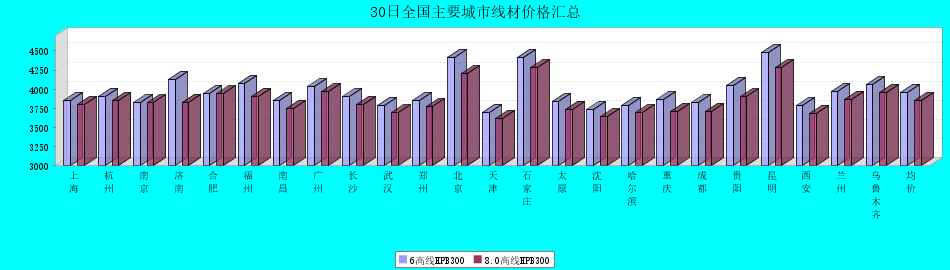 30日全国主要城市线材价格汇总
4500
4250
4000
3750
3500
3250
3000
上海
杭州
南京
济南
合肥
福州
南昌
广州
长沙
武汉
郑州
北京
天津
石家庄
太原
沈阳
哈尔滨
重庆
成都
贵阳
昆明
西安
兰州
乌鲁木齐
均价
6高线HPB300
8.0高线HPB300